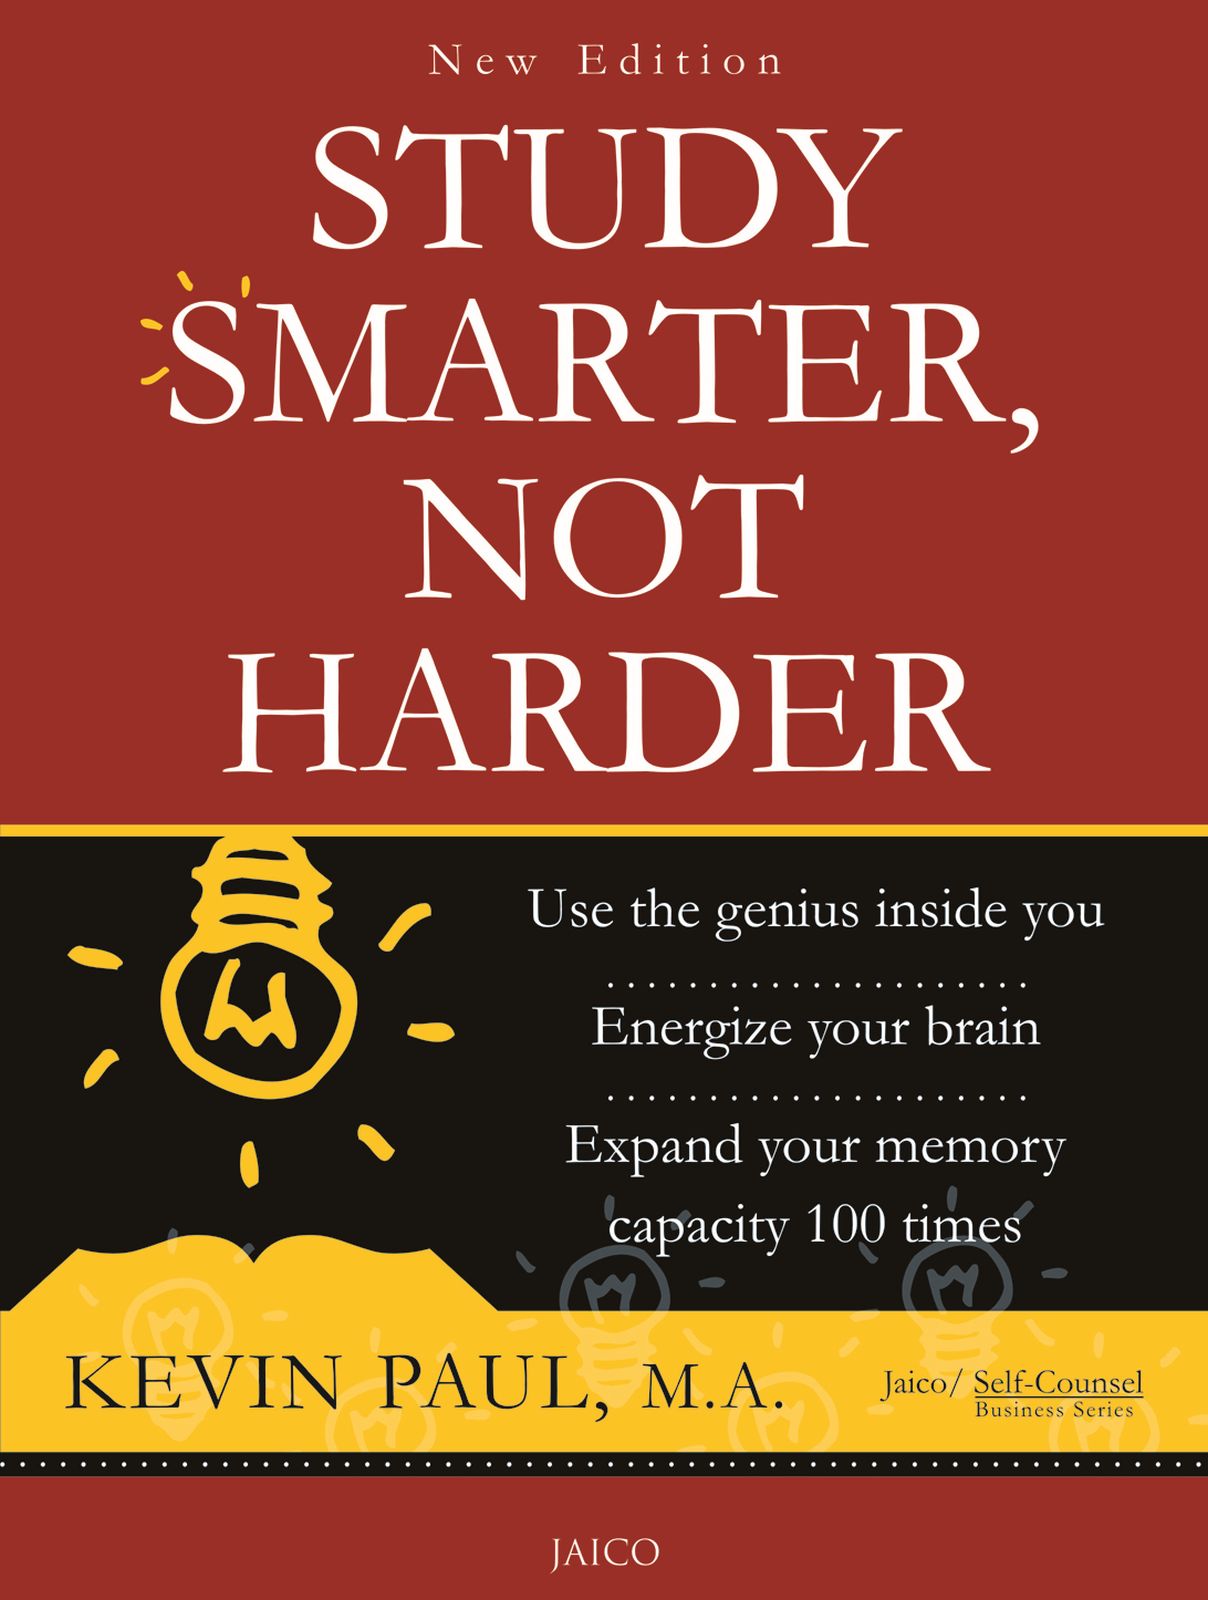 New Edition
STUDY
SMARTER,
NOT
HARDER
Use the genius inside you
Energize your brain
Expand your memory
capacity 100 times
KEVIN PAUL, M.A.
Jaico/ Self-Counsel
Business Series
JAICO